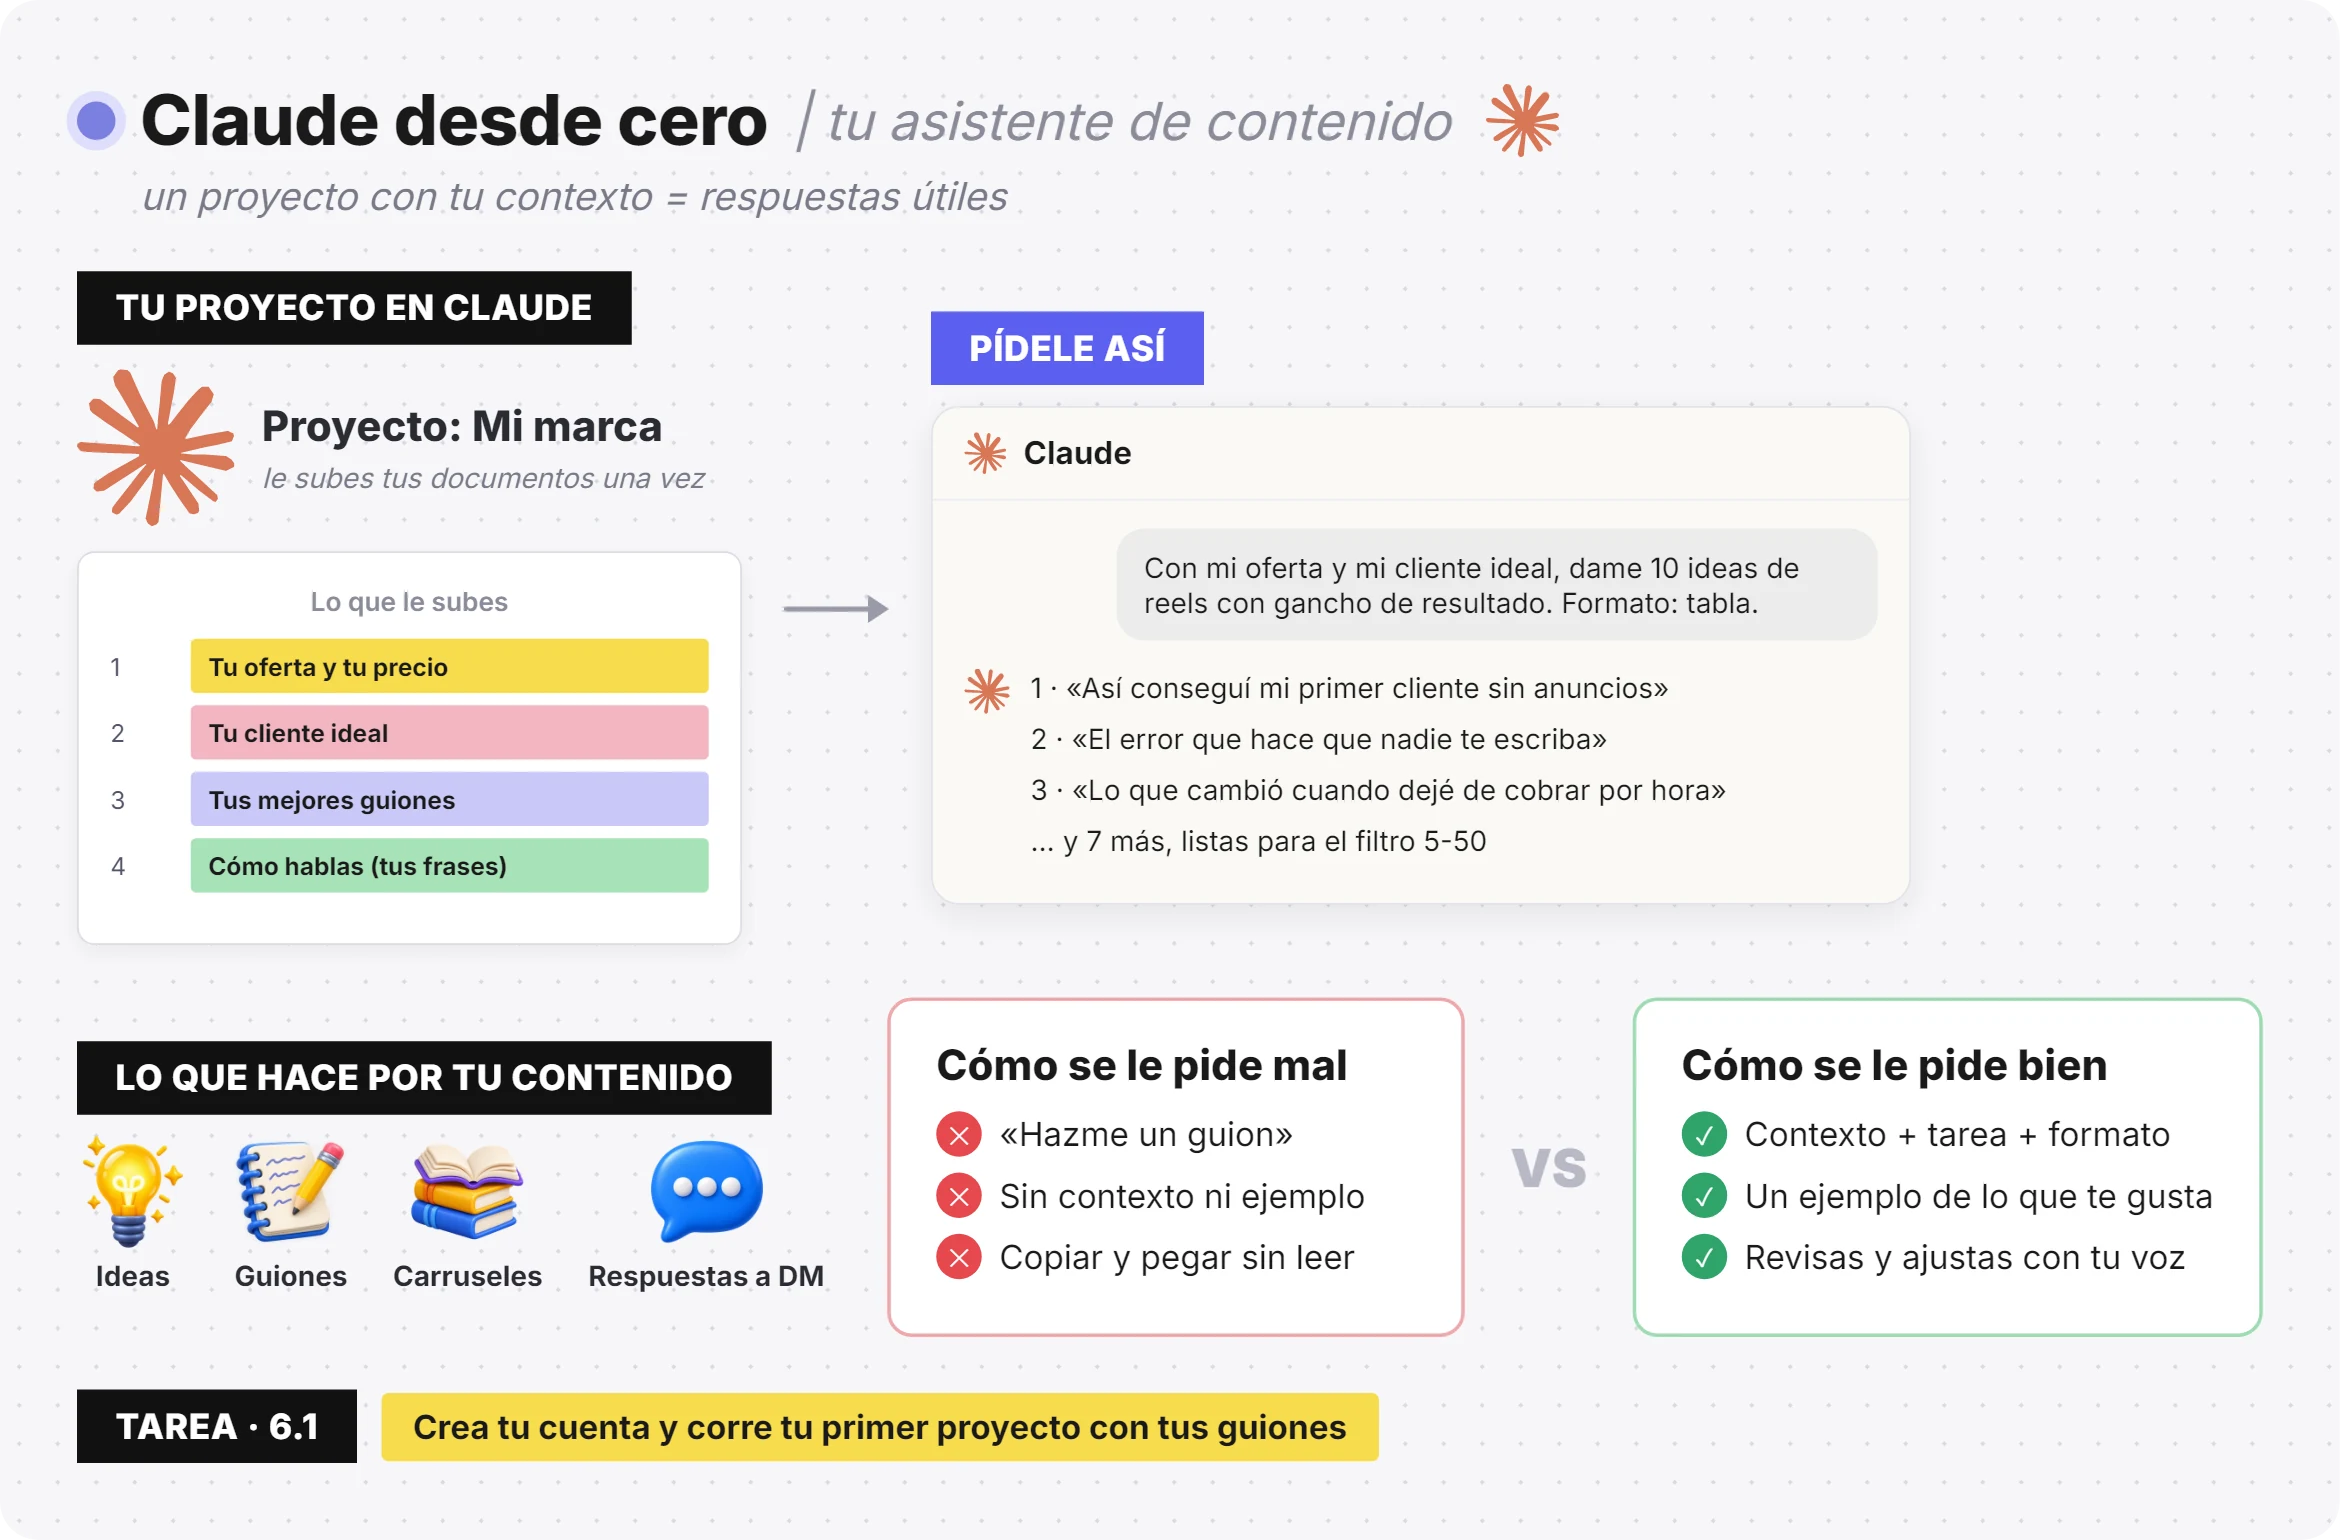 Claude desde cero | tu asistente de contenido
un proyecto con tu contexto = respuestas útiles
TU PROYECTO EN CLAUDE
Proyecto: Mi marca
le subes tus documentos una vez
Lo que le subes
1 Tu oferta y tu precio
2 Tu cliente ideal
3 Tus mejores guiones
4 Cómo hablas (tus frases)
PÍDELE ASÍ
Claude
Con mi oferta y mi cliente ideal, dame 10 ideas de
reels con gancho de resultado. Formato: tabla.
1 · «Así conseguí mi primer cliente sin anuncios»
2 · «El error que hace que nadie te escriba»
3 · «Lo que cambió cuando dejé de cobrar por hora»
... y 7 más, listas para el filtro 5-50
LO QUE HACE POR TU CONTENIDO
Ideas
Guiones
Carruseles
Respuestas a DM
Cómo se le pide mal
«Hazme un guion»
Sin contexto ni ejemplo
Copiar y pegar sin leer
VS
Cómo se le pide bien
Contexto + tarea + formato
Un ejemplo de lo que te gusta
Revisas y ajustas con tu voz
TAREA · 6.1
Crea tu cuenta y corre tu primer proyecto con tus guiones